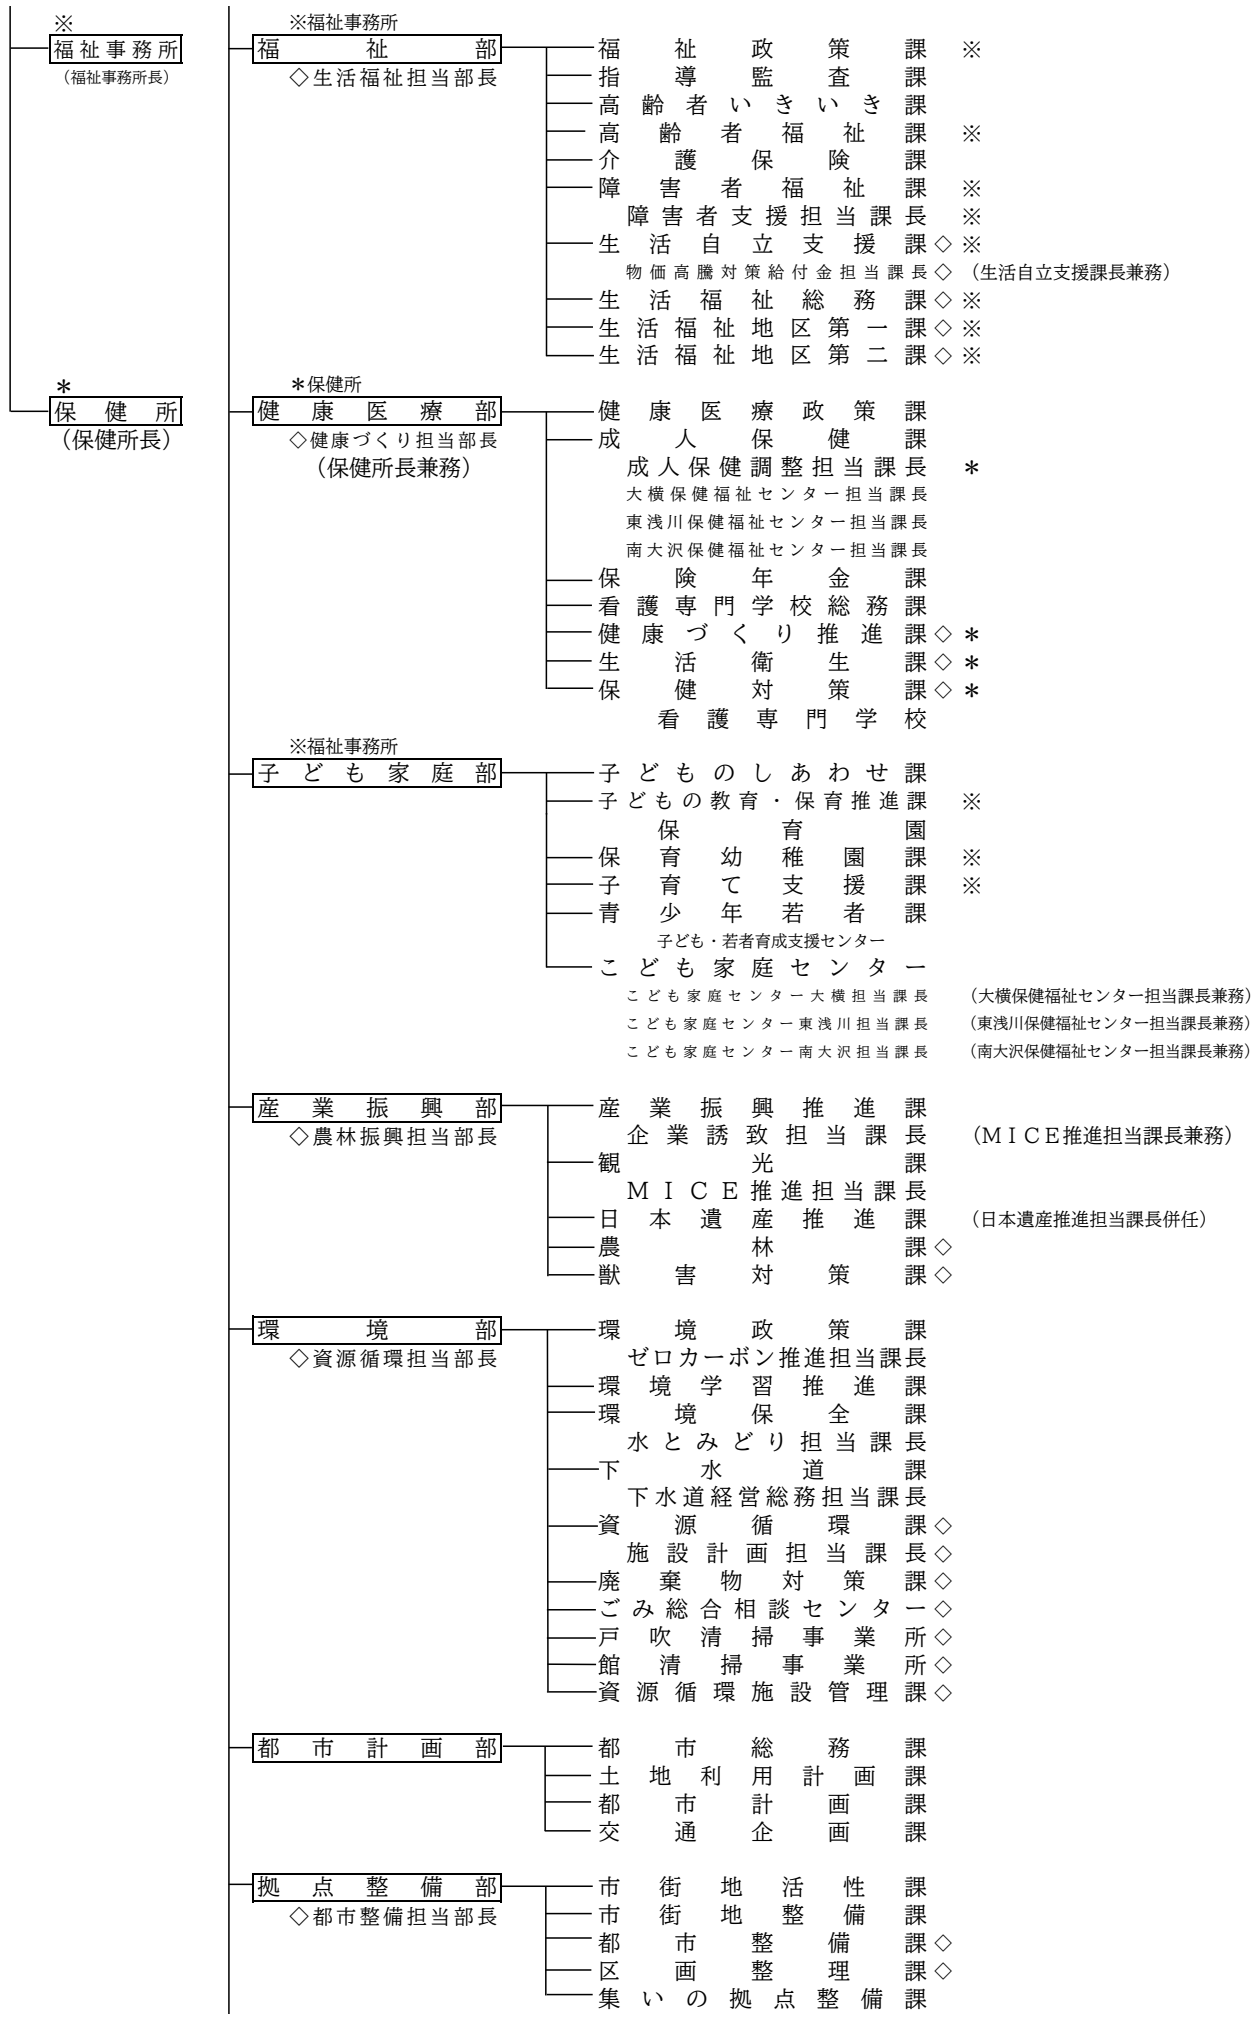 ※
福祉事務所
（福祉事務所長）
※福祉事務所
福祉部
◇生活福祉担当部長
福祉政策課 ※
指導監査課
高齢者いきいき課
高齢者福祉課 ※
介護保険課
障害者福祉課 ※
障害者支援担当課長 ※
生活自立支援課◇※
物価高騰対策給付金担当課長◇（生活自立支援課長兼務）
生活福祉総務課◇※
生活福祉地区第一課◇※
生活福祉地区第二課◇※
＊
保健所
（保健所長）
＊保健所
健康医療部
◇健康づくり担当部長
（保健所長兼務）
健康医療政策課
成人保健課
成人保健調整担当課長 ＊
大横保健福祉センター担当課長
東浅川保健福祉センター担当課長
南大沢保健福祉センター担当課長
保険年金課
看護専門学校総務課
健康づくり推進課◇＊
生活衛生課◇＊
保健対策課◇＊
看護専門学校
※福祉事務所
子ども家庭部
子どものしあわせ課
子どもの教育・保育推進課 ※
保育園
保育幼稚園課 ※
子育て支援課 ※
青少年若者課
子ども・若者育成支援センター
こども家庭センター
こども家庭センター大横担当課長 （大横保健福祉センター担当課長兼務）
こども家庭センター東浅川担当課長 （東浅川保健福祉センター担当課長兼務）
こども家庭センター南大沢担当課長 （南大沢保健福祉センター担当課長兼務）
産業振興部
◇農林振興担当部長
産業振興推進課
企業誘致担当課長 （ＭＩＣＥ推進担当課長兼務）
観光課
ＭＩＣＥ推進担当課長
日本遺産推進課 （日本遺産推進担当課長併任）
農林課◇
獣害対策課◇
環境部
◇資源循環担当部長
環境政策課
ゼロカーボン推進担当課長
環境学習推進課
環境保全課
水とみどり担当課長
下水道課
下水道経営総務担当課長
資源循環課◇
施設計画担当課長◇
廃棄物対策課◇
ごみ総合相談センター◇
戸吹清掃事業所◇
館清掃事業所◇
資源循環施設管理課◇
都市計画部
都市総務課
土地利用計画課
都市計画課
交通企画課
拠点整備部
◇都市整備担当部長
市街地活性課
市街地整備課
都市整備課◇
区画整理課◇
集いの拠点整備課